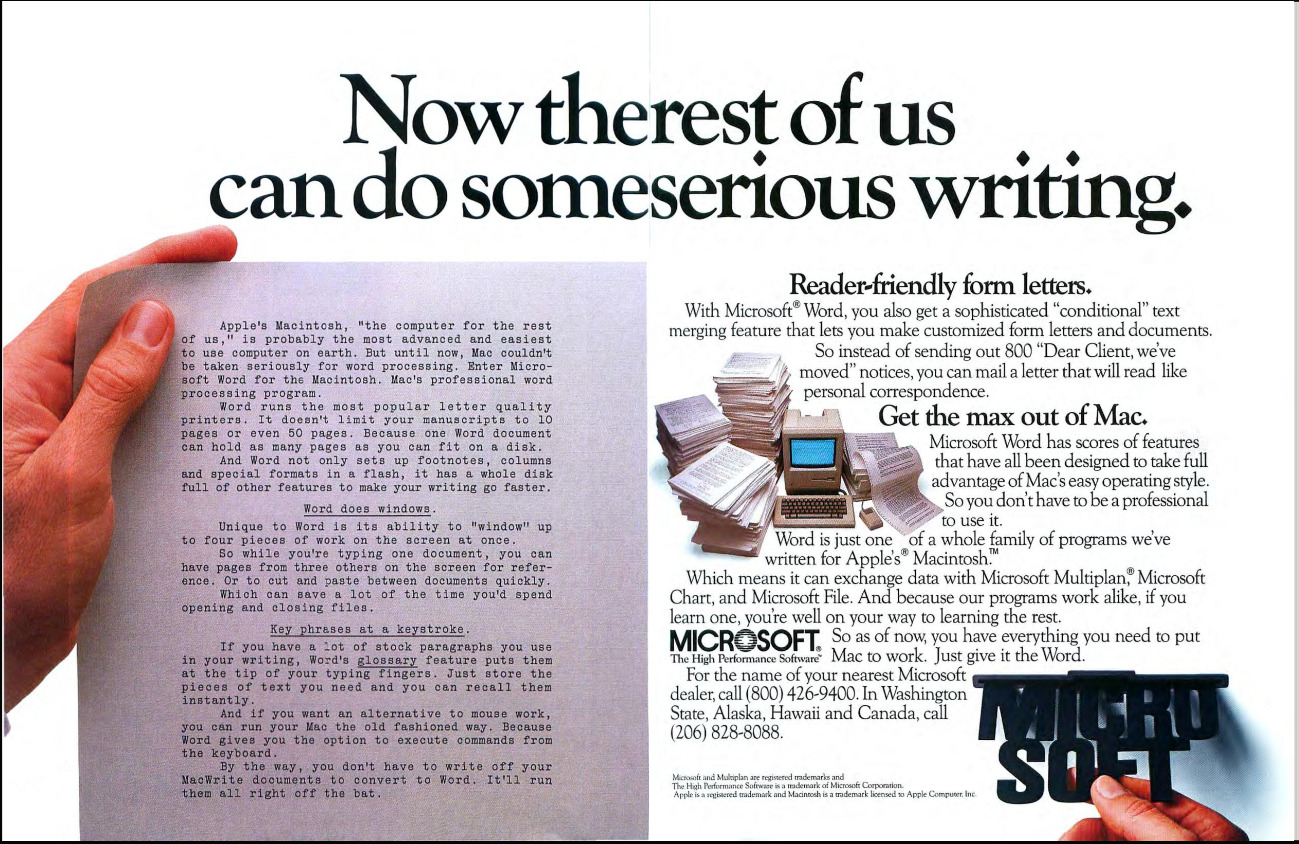 Now the rest of us
can do some serious writing.
Apple's Macintosh, "the computer for the rest
of us," is probably the most advanced and easiest
to use computer on earth. But until now, Mac couldn't
be taken seriously for word processing. Enter Micro-
soft Word for the Macintosh. Mac's professional word
processing program.
Word runs the most popular letter quality
printers. It doesn't limit your manuscripts to 10
pages or even 50 pages. Because one Word document
can hold as many pages as you can fit on a disk.
And Word not only sets up footnotes, columns
and special formats in a flash, it has a whole disk
full of other features to make your writing go faster.
Word does windows.
Unique to Word is its ability to "window" up
to four pieces of work on the screen at once.
So while you're typing one document, you can
have pages from three others on the screen for refer-
ence. Or to cut and paste between documents quickly.
Which can save a lot of the time you'd spend
opening and closing files.
Key phrases at a keystroke.
If you have a lot of stock paragraphs you use
in your writing, Word's glossary feature puts them
at the tip of your typing fingers. Just store the
pieces of text you need and you can recall them
instantly.
And if you want an alternative to mouse work,
you can run your Mac the old fashioned way. Because
Word gives you the option to execute commands from
the keyboard.
By the way, you don't have to write off your
MacWrite documents to convert to Word. It'll run
them all right off the bat.
Reader-friendly form letters.
With Microsoft® Word, you also get a sophisticated "conditional" text
merging feature that lets you make customized form letters and documents.
So instead of sending out 800 "Dear Client, we've
moved" notices, you can mail a letter that will read like
personal correspondence.
Get the max out of Mac.
Microsoft Word has scores of features
that have all been designed to take full
advantage of Mac's easy operating style.
So you don't have to be a professional
to use it.
Word is just one of a whole family of programs we've
written for Apple's® Macintosh.™
Which means it can exchange data with Microsoft Multiplan,® Microsoft
Chart, and Microsoft File. And because our programs work alike, if you
learn one, you're well on your way to learning the rest.
MICROSOFT®
The High Performance Software™
So as of now, you have everything you need to put
Mac to work. Just give it the Word.
For the name of your nearest Microsoft
dealer, call (800) 426-9400. In Washington
State, Alaska, Hawaii and Canada, call
(206) 828-8088.
MICRO
SOFT
Microsoft and Multiplan are registered trademarks and
The High Performance Software is a trademark of Microsoft Corporation.
Apple is a registered trademark and Macintosh is a trademark licensed to Apple Computer, Inc.